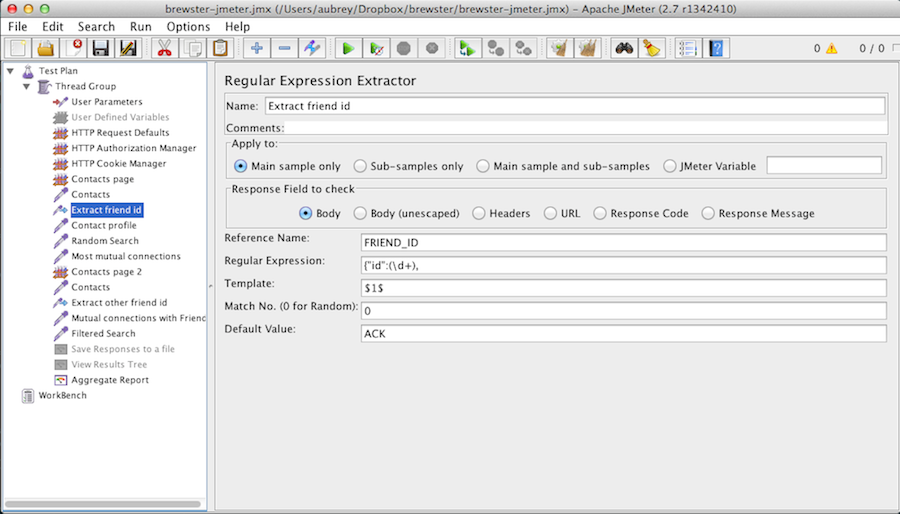 brewster-jmeter.jmx (/Users/aubrey/Dropbox/brewster/brewster-jmeter.jmx) – Apache JMeter (2.7 r1342410)
File Edit Search Run Options Help
0 0 / 0
Test Plan
Thread Group
User Parameters
User Defined Variables
HTTP Request Defaults
HTTP Authorization Manager
HTTP Cookie Manager
Contacts page
Contacts
Extract friend id
Contact profile
Random Search
Most mutual connections
Contacts page 2
Contacts
Extract other friend id
Mutual connections with Friend
Filtered Search
Save Responses to a file
View Results Tree
Aggregate Report
WorkBench
Regular Expression Extractor
Name: Extract friend id
Comments:
Apply to:
Main sample only Sub-samples only Main sample and sub-samples JMeter Variable
Response Field to check
Body Body (unescaped) Headers URL Response Code Response Message
Reference Name: FRIEND_ID
Regular Expression: {"id":(\d+),
Template: $1$
Match No. (0 for Random): 0
Default Value: ACK